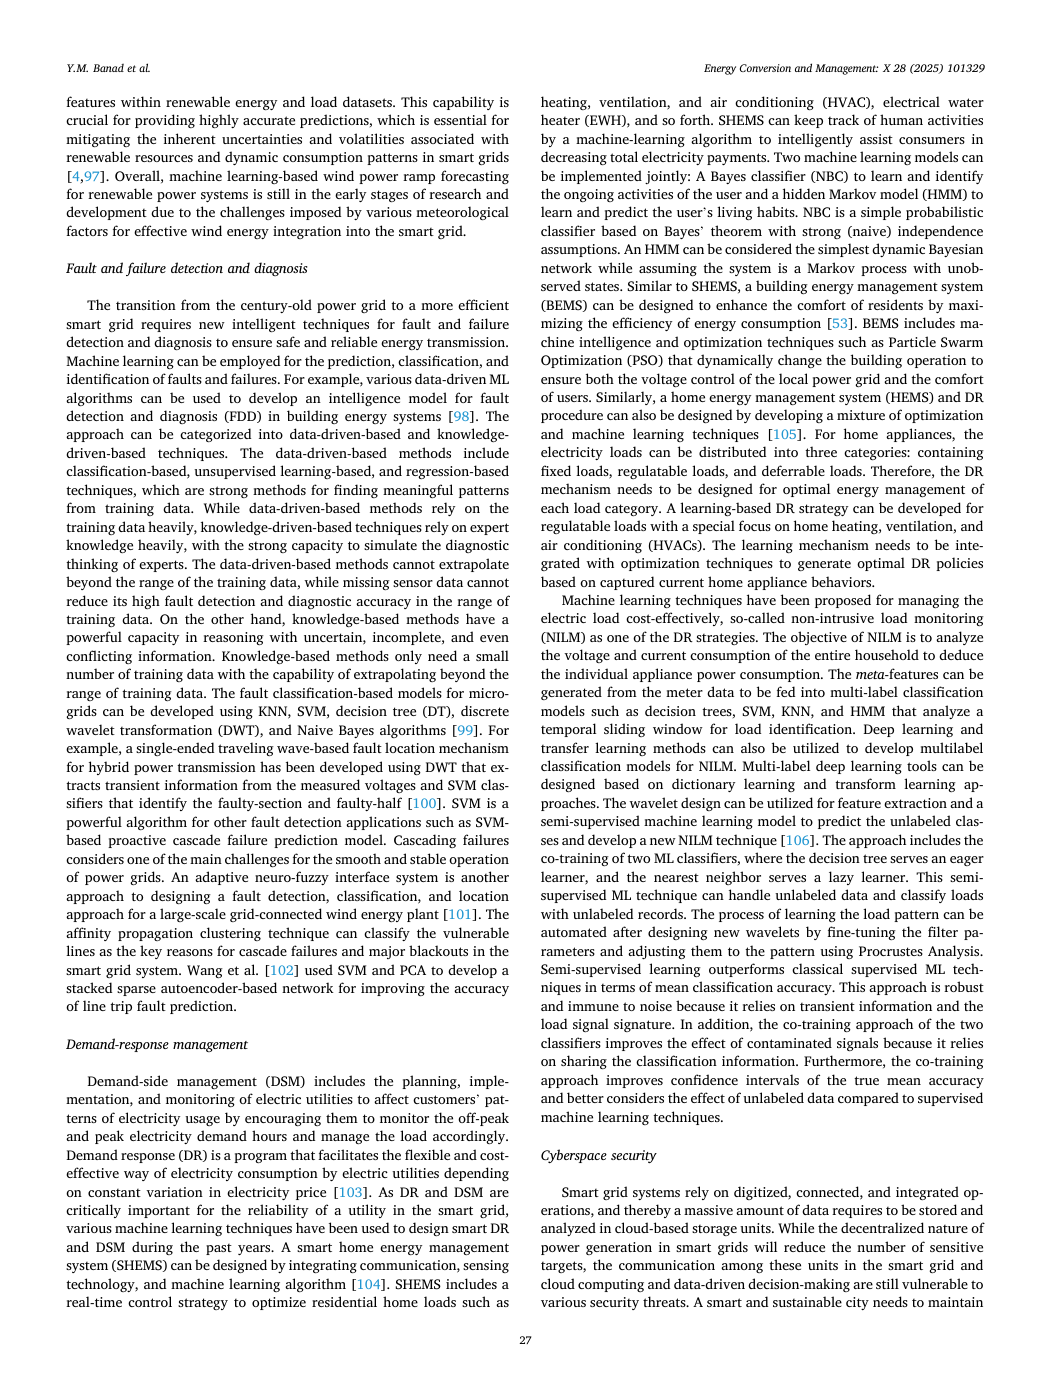 Y.M. Banad et al.
Energy Conversion and Management: X 28 (2025) 101329
features within renewable energy and load datasets. This capability is
crucial for providing highly accurate predictions, which is essential for
mitigating the inherent uncertainties and volatilities associated with
renewable resources and dynamic consumption patterns in smart grids
[4,97]. Overall, machine learning-based wind power ramp forecasting
for renewable power systems is still in the early stages of research and
development due to the challenges imposed by various meteorological
factors for effective wind energy integration into the smart grid.
Fault and failure detection and diagnosis
The transition from the century-old power grid to a more efficient
smart grid requires new intelligent techniques for fault and failure
detection and diagnosis to ensure safe and reliable energy transmission.
Machine learning can be employed for the prediction, classification, and
identification of faults and failures. For example, various data-driven ML
algorithms can be used to develop an intelligence model for fault
detection and diagnosis (FDD) in building energy systems [98]. The
approach can be categorized into data-driven-based and knowledge-
driven-based techniques. The data-driven-based methods include
classification-based, unsupervised learning-based, and regression-based
techniques, which are strong methods for finding meaningful patterns
from training data. While data-driven-based methods rely on the
training data heavily, knowledge-driven-based techniques rely on expert
knowledge heavily, with the strong capacity to simulate the diagnostic
thinking of experts. The data-driven-based methods cannot extrapolate
beyond the range of the training data, while missing sensor data cannot
reduce its high fault detection and diagnostic accuracy in the range of
training data. On the other hand, knowledge-based methods have a
powerful capacity in reasoning with uncertain, incomplete, and even
conflicting information. Knowledge-based methods only need a small
number of training data with the capability of extrapolating beyond the
range of training data. The fault classification-based models for micro-
grids can be developed using KNN, SVM, decision tree (DT), discrete
wavelet transformation (DWT), and Naive Bayes algorithms [99]. For
example, a single-ended traveling wave-based fault location mechanism
for hybrid power transmission has been developed using DWT that ex-
tracts transient information from the measured voltages and SVM clas-
sifiers that identify the faulty-section and faulty-half [100]. SVM is a
powerful algorithm for other fault detection applications such as SVM-
based proactive cascade failure prediction model. Cascading failures
considers one of the main challenges for the smooth and stable operation
of power grids. An adaptive neuro-fuzzy interface system is another
approach to designing a fault detection, classification, and location
approach for a large-scale grid-connected wind energy plant [101]. The
affinity propagation clustering technique can classify the vulnerable
lines as the key reasons for cascade failures and major blackouts in the
smart grid system. Wang et al. [102] used SVM and PCA to develop a
stacked sparse autoencoder-based network for improving the accuracy
of line trip fault prediction.
Demand-response management
Demand-side management (DSM) includes the planning, imple-
mentation, and monitoring of electric utilities to affect customers' pat-
terns of electricity usage by encouraging them to monitor the off-peak
and peak electricity demand hours and manage the load accordingly.
Demand response (DR) is a program that facilitates the flexible and cost-
effective way of electricity consumption by electric utilities depending
on constant variation in electricity price [103]. As DR and DSM are
critically important for the reliability of a utility in the smart grid,
various machine learning techniques have been used to design smart DR
and DSM during the past years. A smart home energy management
system (SHEMS) can be designed by integrating communication, sensing
technology, and machine learning algorithm [104]. SHEMS includes a
real-time control strategy to optimize residential home loads such as
heating, ventilation, and air conditioning (HVAC), electrical water
heater (EWH), and so forth. SHEMS can keep track of human activities
by a machine-learning algorithm to intelligently assist consumers in
decreasing total electricity payments. Two machine learning models can
be implemented jointly: A Bayes classifier (NBC) to learn and identify
the ongoing activities of the user and a hidden Markov model (HMM) to
learn and predict the user's living habits. NBC is a simple probabilistic
classifier based on Bayes' theorem with strong (naive) independence
assumptions. An HMM can be considered the simplest dynamic Bayesian
network while assuming the system is a Markov process with unob-
served states. Similar to SHEMS, a building energy management system
(BEMS) can be designed to enhance the comfort of residents by maxi-
mizing the efficiency of energy consumption [53]. BEMS includes ma-
chine intelligence and optimization techniques such as Particle Swarm
Optimization (PSO) that dynamically change the building operation to
ensure both the voltage control of the local power grid and the comfort
of users. Similarly, a home energy management system (HEMS) and DR
procedure can also be designed by developing a mixture of optimization
and machine learning techniques [105]. For home appliances, the
electricity loads can be distributed into three categories: containing
fixed loads, regulatable loads, and deferrable loads. Therefore, the DR
mechanism needs to be designed for optimal energy management of
each load category. A learning-based DR strategy can be developed for
regulatable loads with a special focus on home heating, ventilation, and
air conditioning (HVACs). The learning mechanism needs to be inte-
grated with optimization techniques to generate optimal DR policies
based on captured current home appliance behaviors.
Machine learning techniques have been proposed for managing the
electric load cost-effectively, so-called non-intrusive load monitoring
(NILM) as one of the DR strategies. The objective of NILM is to analyze
the voltage and current consumption of the entire household to deduce
the individual appliance power consumption. The meta-features can be
generated from the meter data to be fed into multi-label classification
models such as decision trees, SVM, KNN, and HMM that analyze a
temporal sliding window for load identification. Deep learning and
transfer learning methods can also be utilized to develop multilabel
classification models for NILM. Multi-label deep learning tools can be
designed based on dictionary learning and transform learning ap-
proaches. The wavelet design can be utilized for feature extraction and a
semi-supervised machine learning model to predict the unlabeled clas-
ses and develop a new NILM technique [106]. The approach includes the
co-training of two ML classifiers, where the decision tree serves an eager
learner, and the nearest neighbor serves a lazy learner. This semi-
supervised ML technique can handle unlabeled data and classify loads
with unlabeled records. The process of learning the load pattern can be
automated after designing new wavelets by fine-tuning the filter pa-
rameters and adjusting them to the pattern using Procrustes Analysis.
Semi-supervised learning outperforms classical supervised ML tech-
niques in terms of mean classification accuracy. This approach is robust
and immune to noise because it relies on transient information and the
load signal signature. In addition, the co-training approach of the two
classifiers improves the effect of contaminated signals because it relies
on sharing the classification information. Furthermore, the co-training
approach improves confidence intervals of the true mean accuracy
and better considers the effect of unlabeled data compared to supervised
machine learning techniques.
Cyberspace security
Smart grid systems rely on digitized, connected, and integrated op-
erations, and thereby a massive amount of data requires to be stored and
analyzed in cloud-based storage units. While the decentralized nature of
power generation in smart grids will reduce the number of sensitive
targets, the communication among these units in the smart grid and
cloud computing and data-driven decision-making are still vulnerable to
various security threats. A smart and sustainable city needs to maintain
27